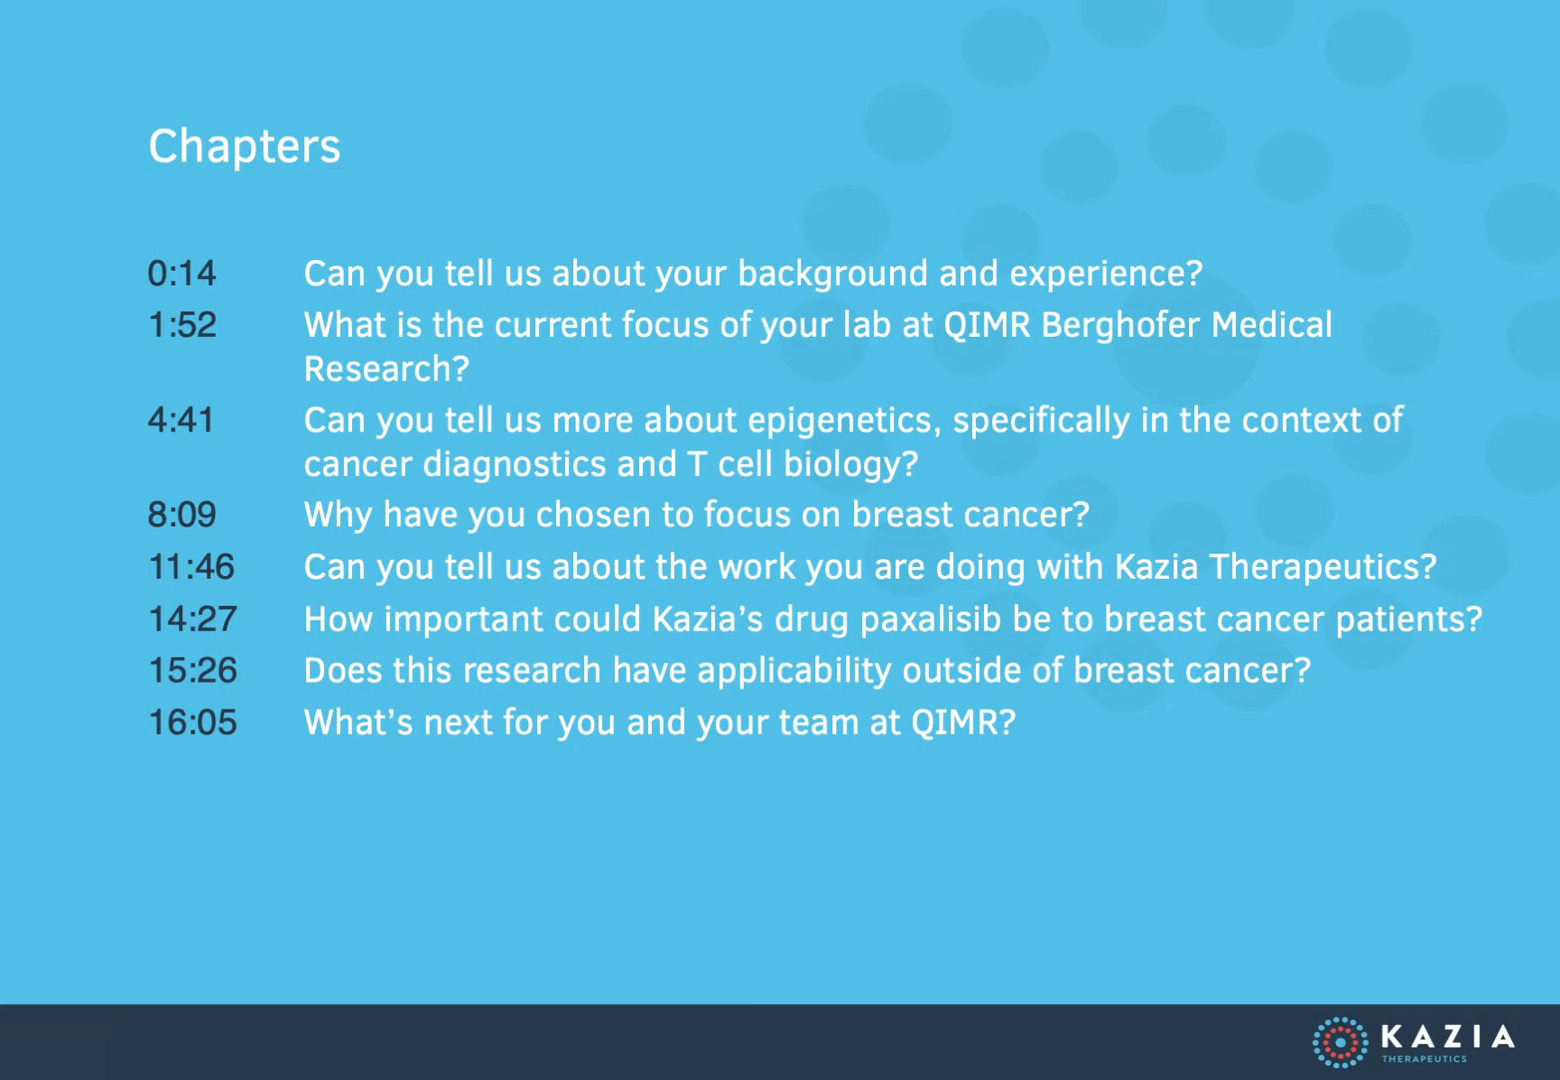 Chapters
0:14 Can you tell us about your background and experience?
1:52 What is the current focus of your lab at QIMR Berghofer Medical
Research?
4:41 Can you tell us more about epigenetics, specifically in the context of
cancer diagnostics and T cell biology?
8:09 Why have you chosen to focus on breast cancer?
11:46 Can you tell us about the work you are doing with Kazia Therapeutics?
14:27 How important could Kazia’s drug paxalisib be to breast cancer patients?
15:26 Does this research have applicability outside of breast cancer?
16:05 What’s next for you and your team at QIMR?
KAZIA
THERAPEUTICS